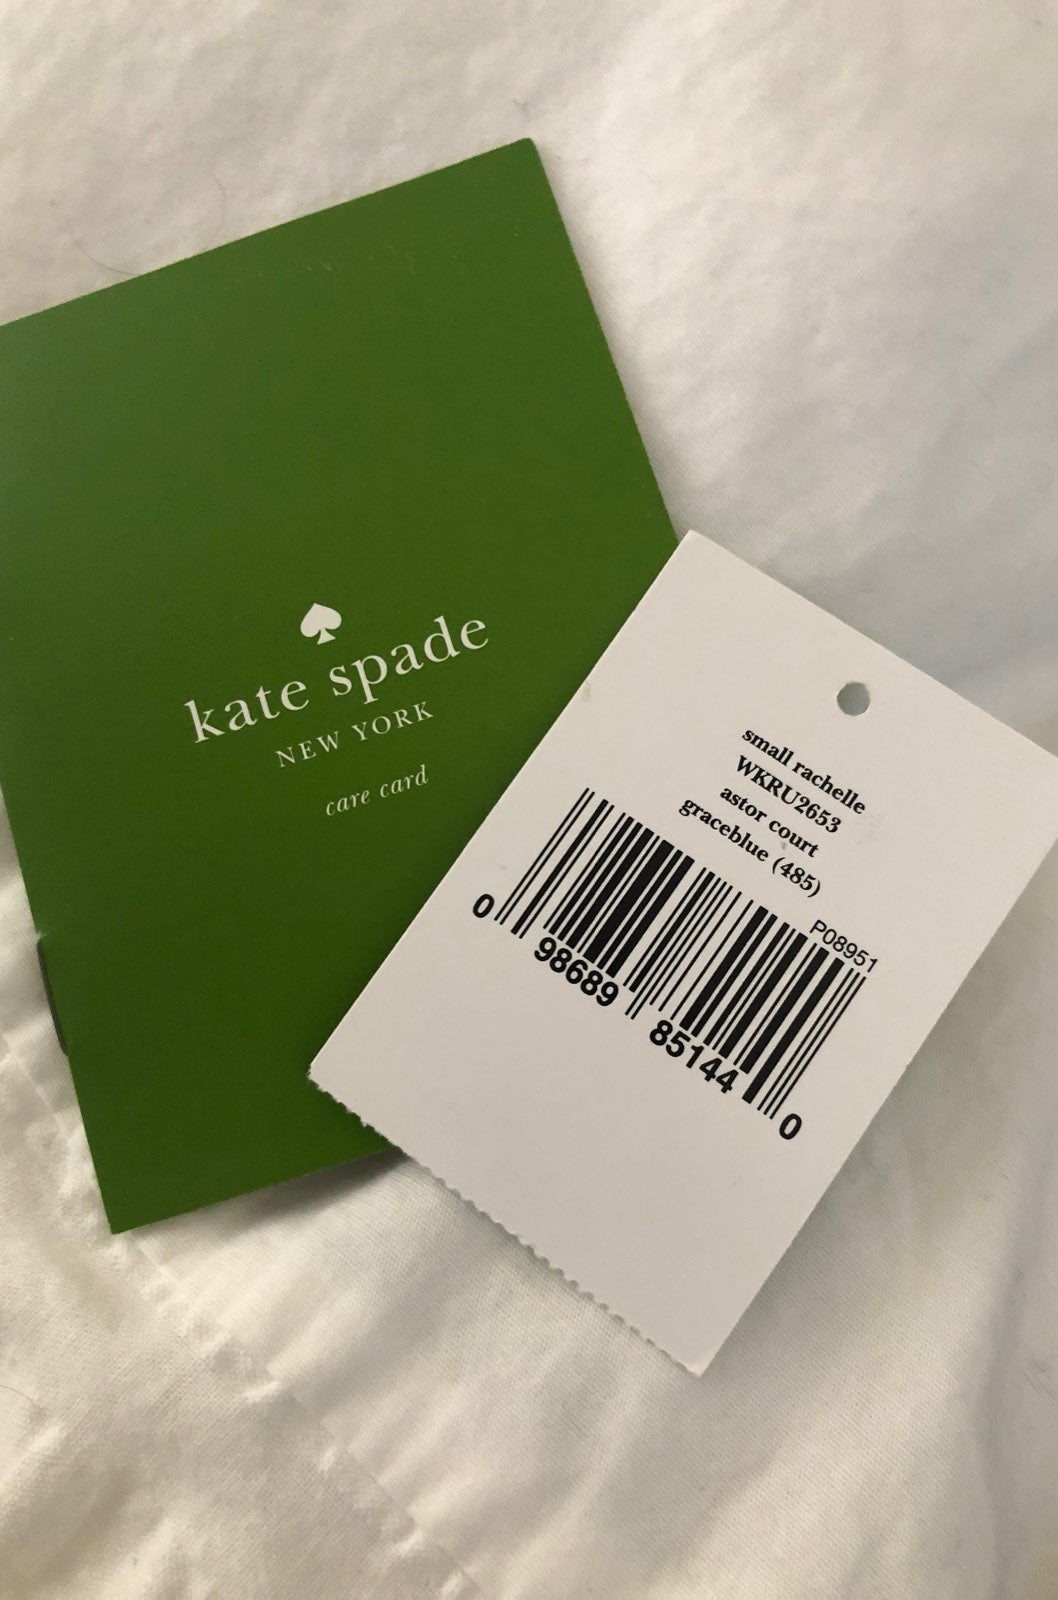 kate spade
NEW YORK
care card
small rachelle
WKRU2653
astor court
graceblue (485)
P08951
0 98689 85144 0